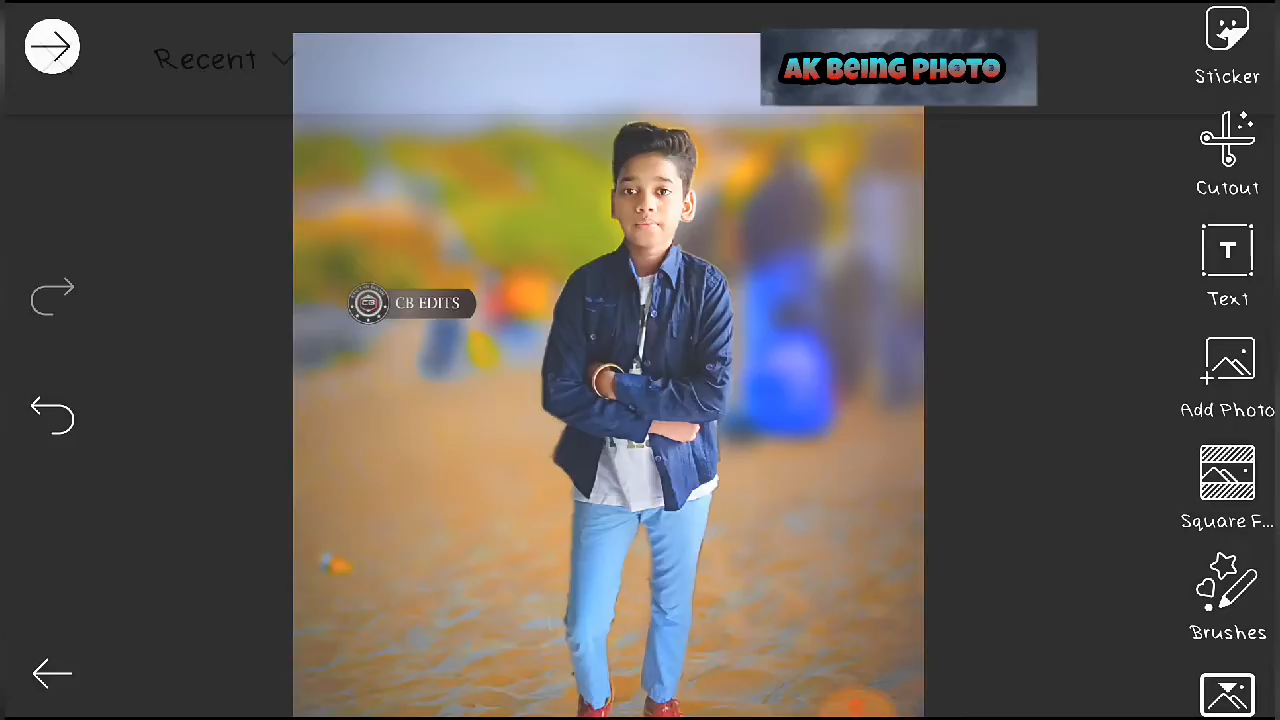 Recent
AK Being PHOTO
CB EDITS
Sticker
Cutout
T
Text
Add Photo
Square F...
Brushes